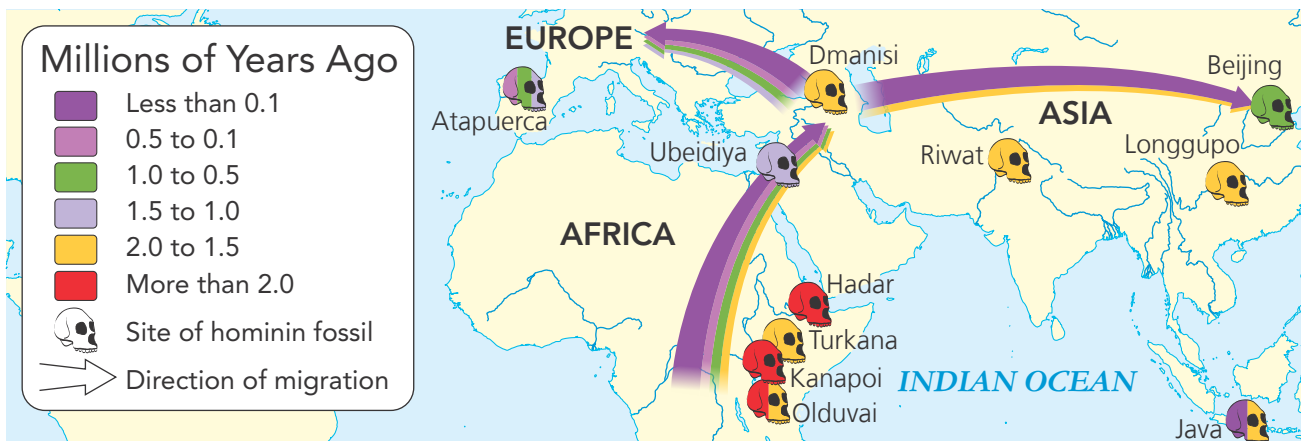 Millions of Years Ago
Less than 0.1
0.5 to 0.1
1.0 to 0.5
1.5 to 1.0
2.0 to 1.5
More than 2.0
Site of hominin fossil
Direction of migration
EUROPE
Dmanisi
Beijing
Atapuerca
ASIA
Ubeidiya
Riwat
Longgupo
AFRICA
Hadar
Turkana
Kanapoi
INDIAN OCEAN
Olduvai
Java